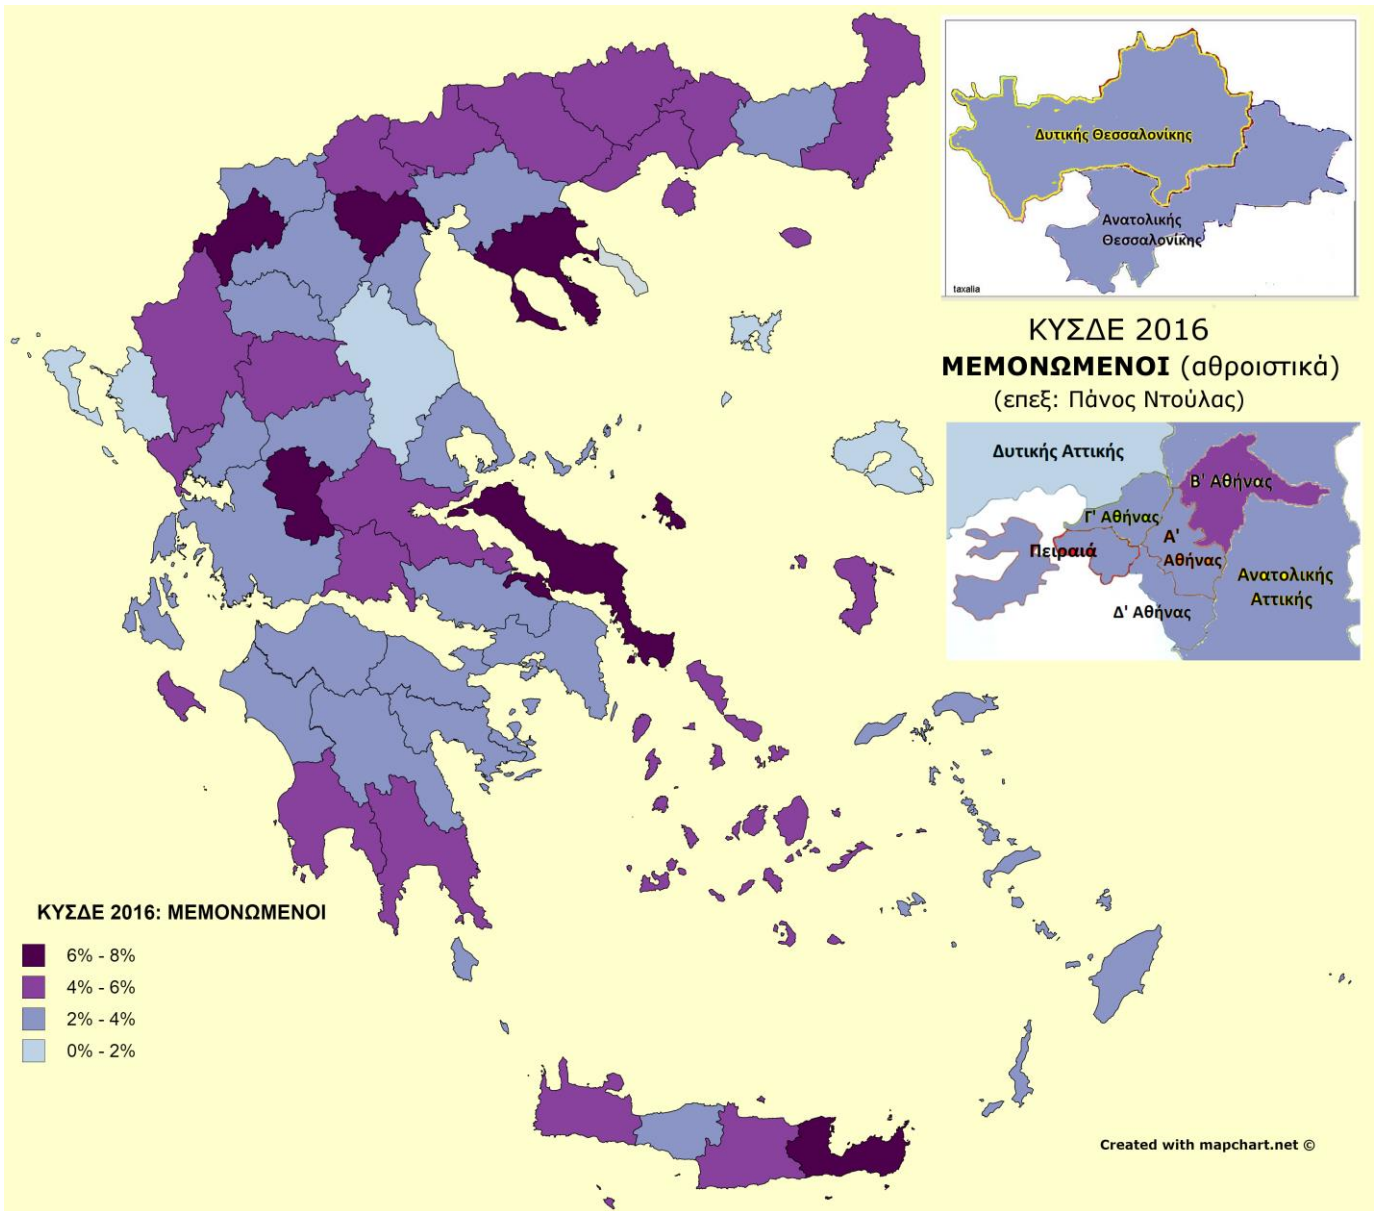 Δυτικής Θεσσαλονίκης
Ανατολικής
Θεσσαλονίκης
taxalia
ΚΥΣΔΕ 2016
ΜΕΜΟΝΩΜΕΝΟΙ (αθροιστικά)
(επεξ: Πάνος Ντούλας)
Δυτικής Αττικής
Β' Αθήνας
Γ' Αθήνας
Α'
Αθήνας
Πειραιά
Ανατολικής
Αττικής
Δ' Αθήνας
ΚΥΣΔΕ 2016: ΜΕΜΟΝΩΜΕΝΟΙ
6% - 8%
4% - 6%
2% - 4%
0% - 2%
Created with mapchart.net ©